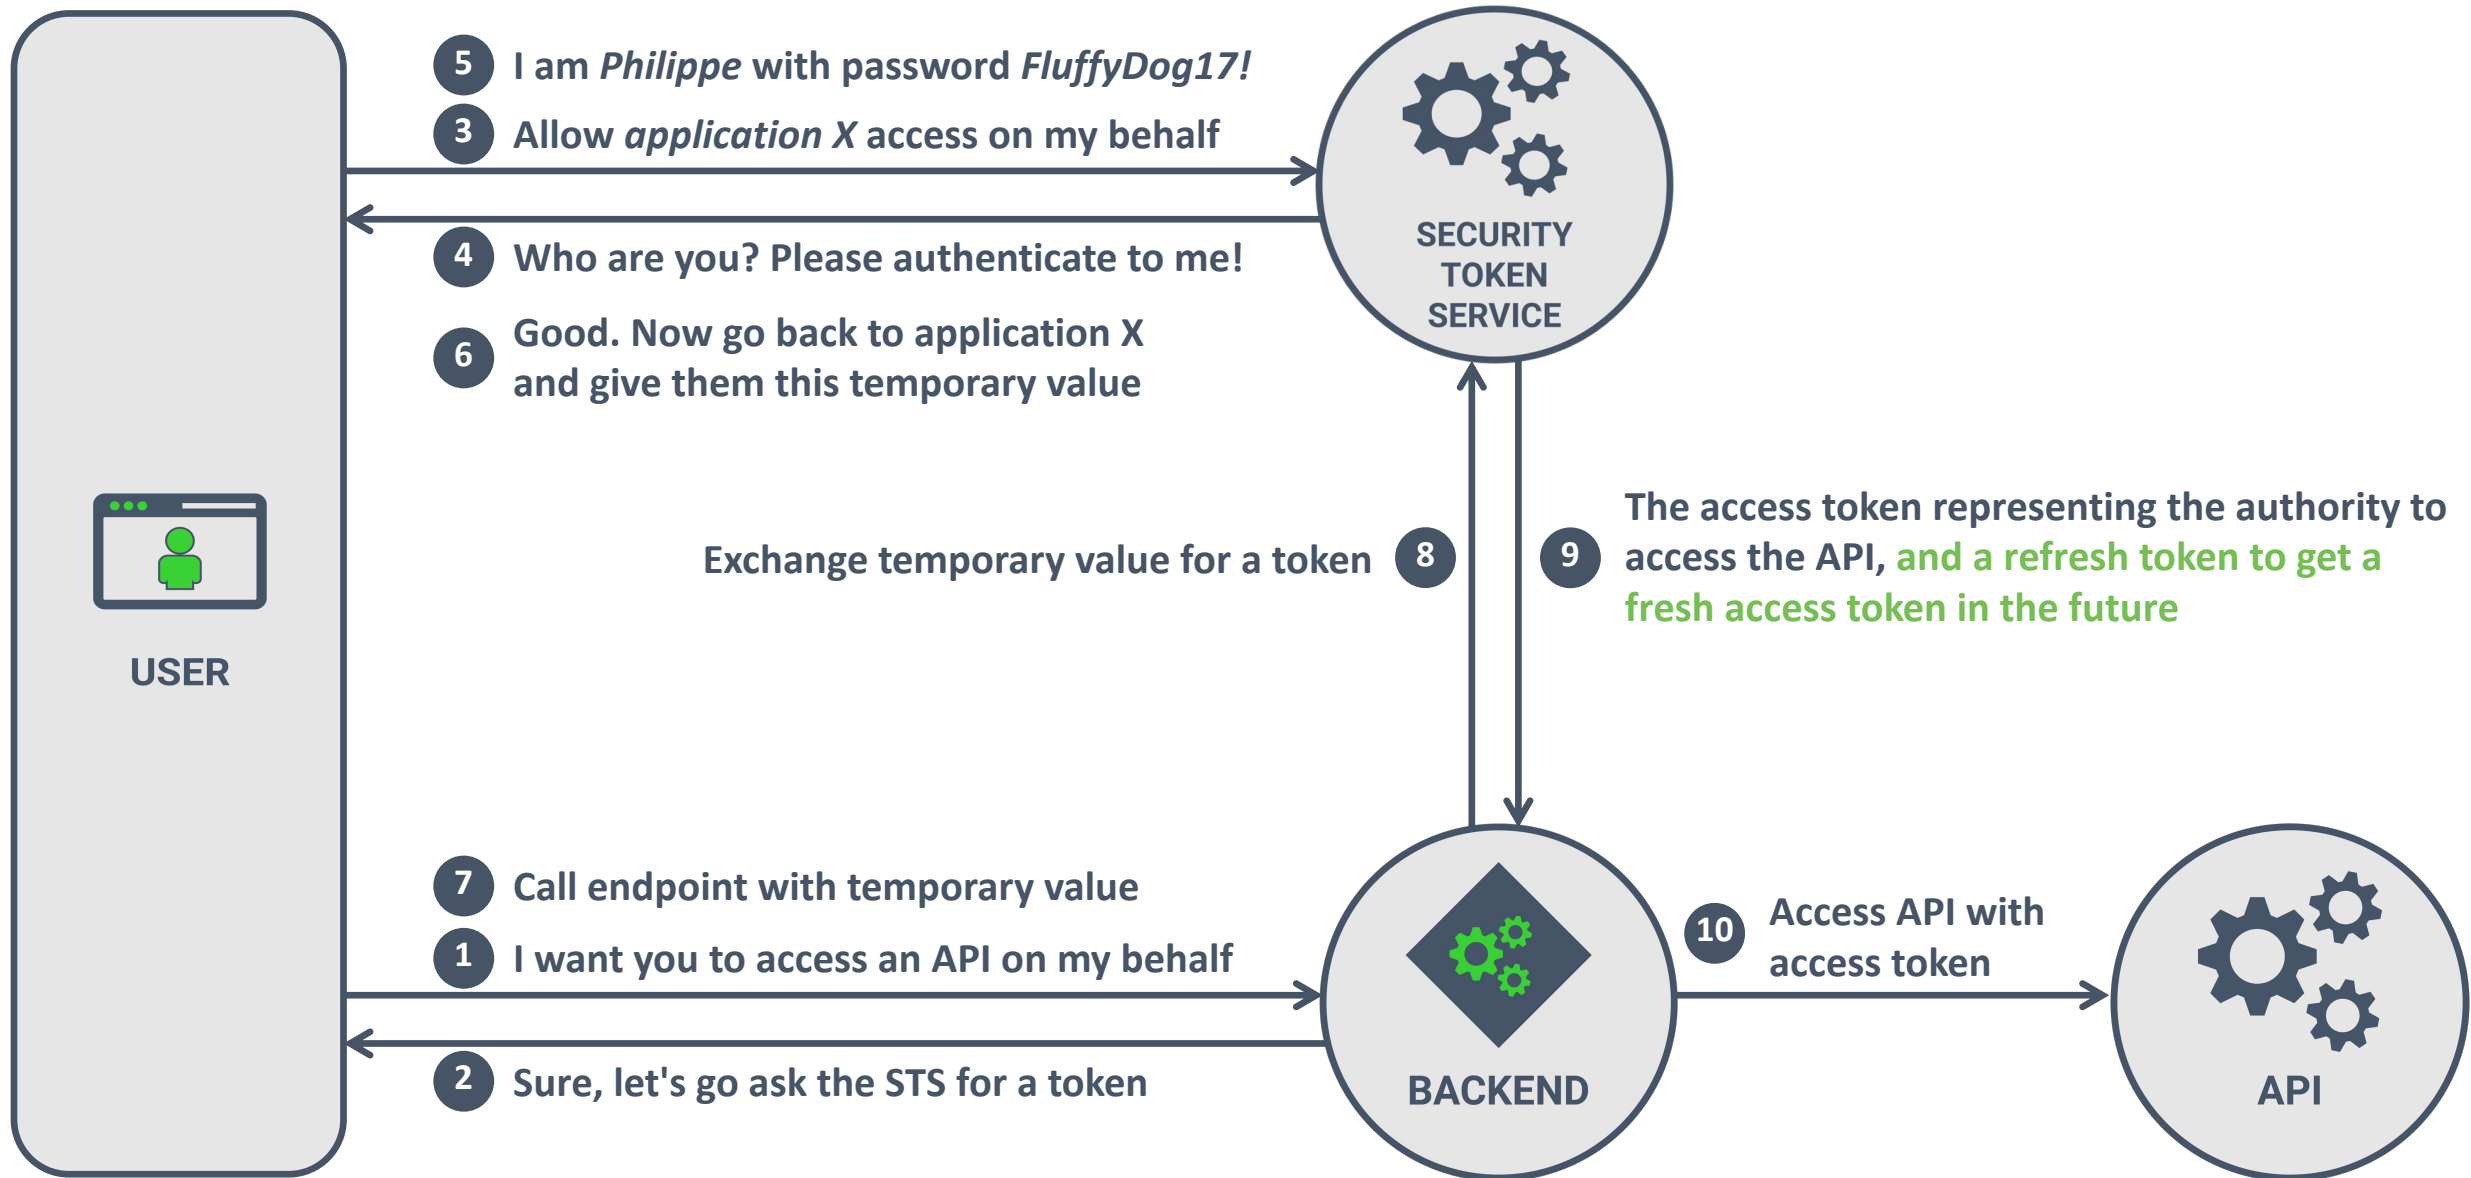 5 I am Philippe with password FluffyDog17!
3 Allow application X access on my behalf
4 Who are you? Please authenticate to me!
6 Good. Now go back to application X
and give them this temporary value
SECURITY
TOKEN
SERVICE
Exchange temporary value for a token 8
9 The access token representing the authority to
access the API, and a refresh token to get a
fresh access token in the future
USER
7 Call endpoint with temporary value
1 I want you to access an API on my behalf
2 Sure, let's go ask the STS for a token
BACKEND
10 Access API with
access token
API